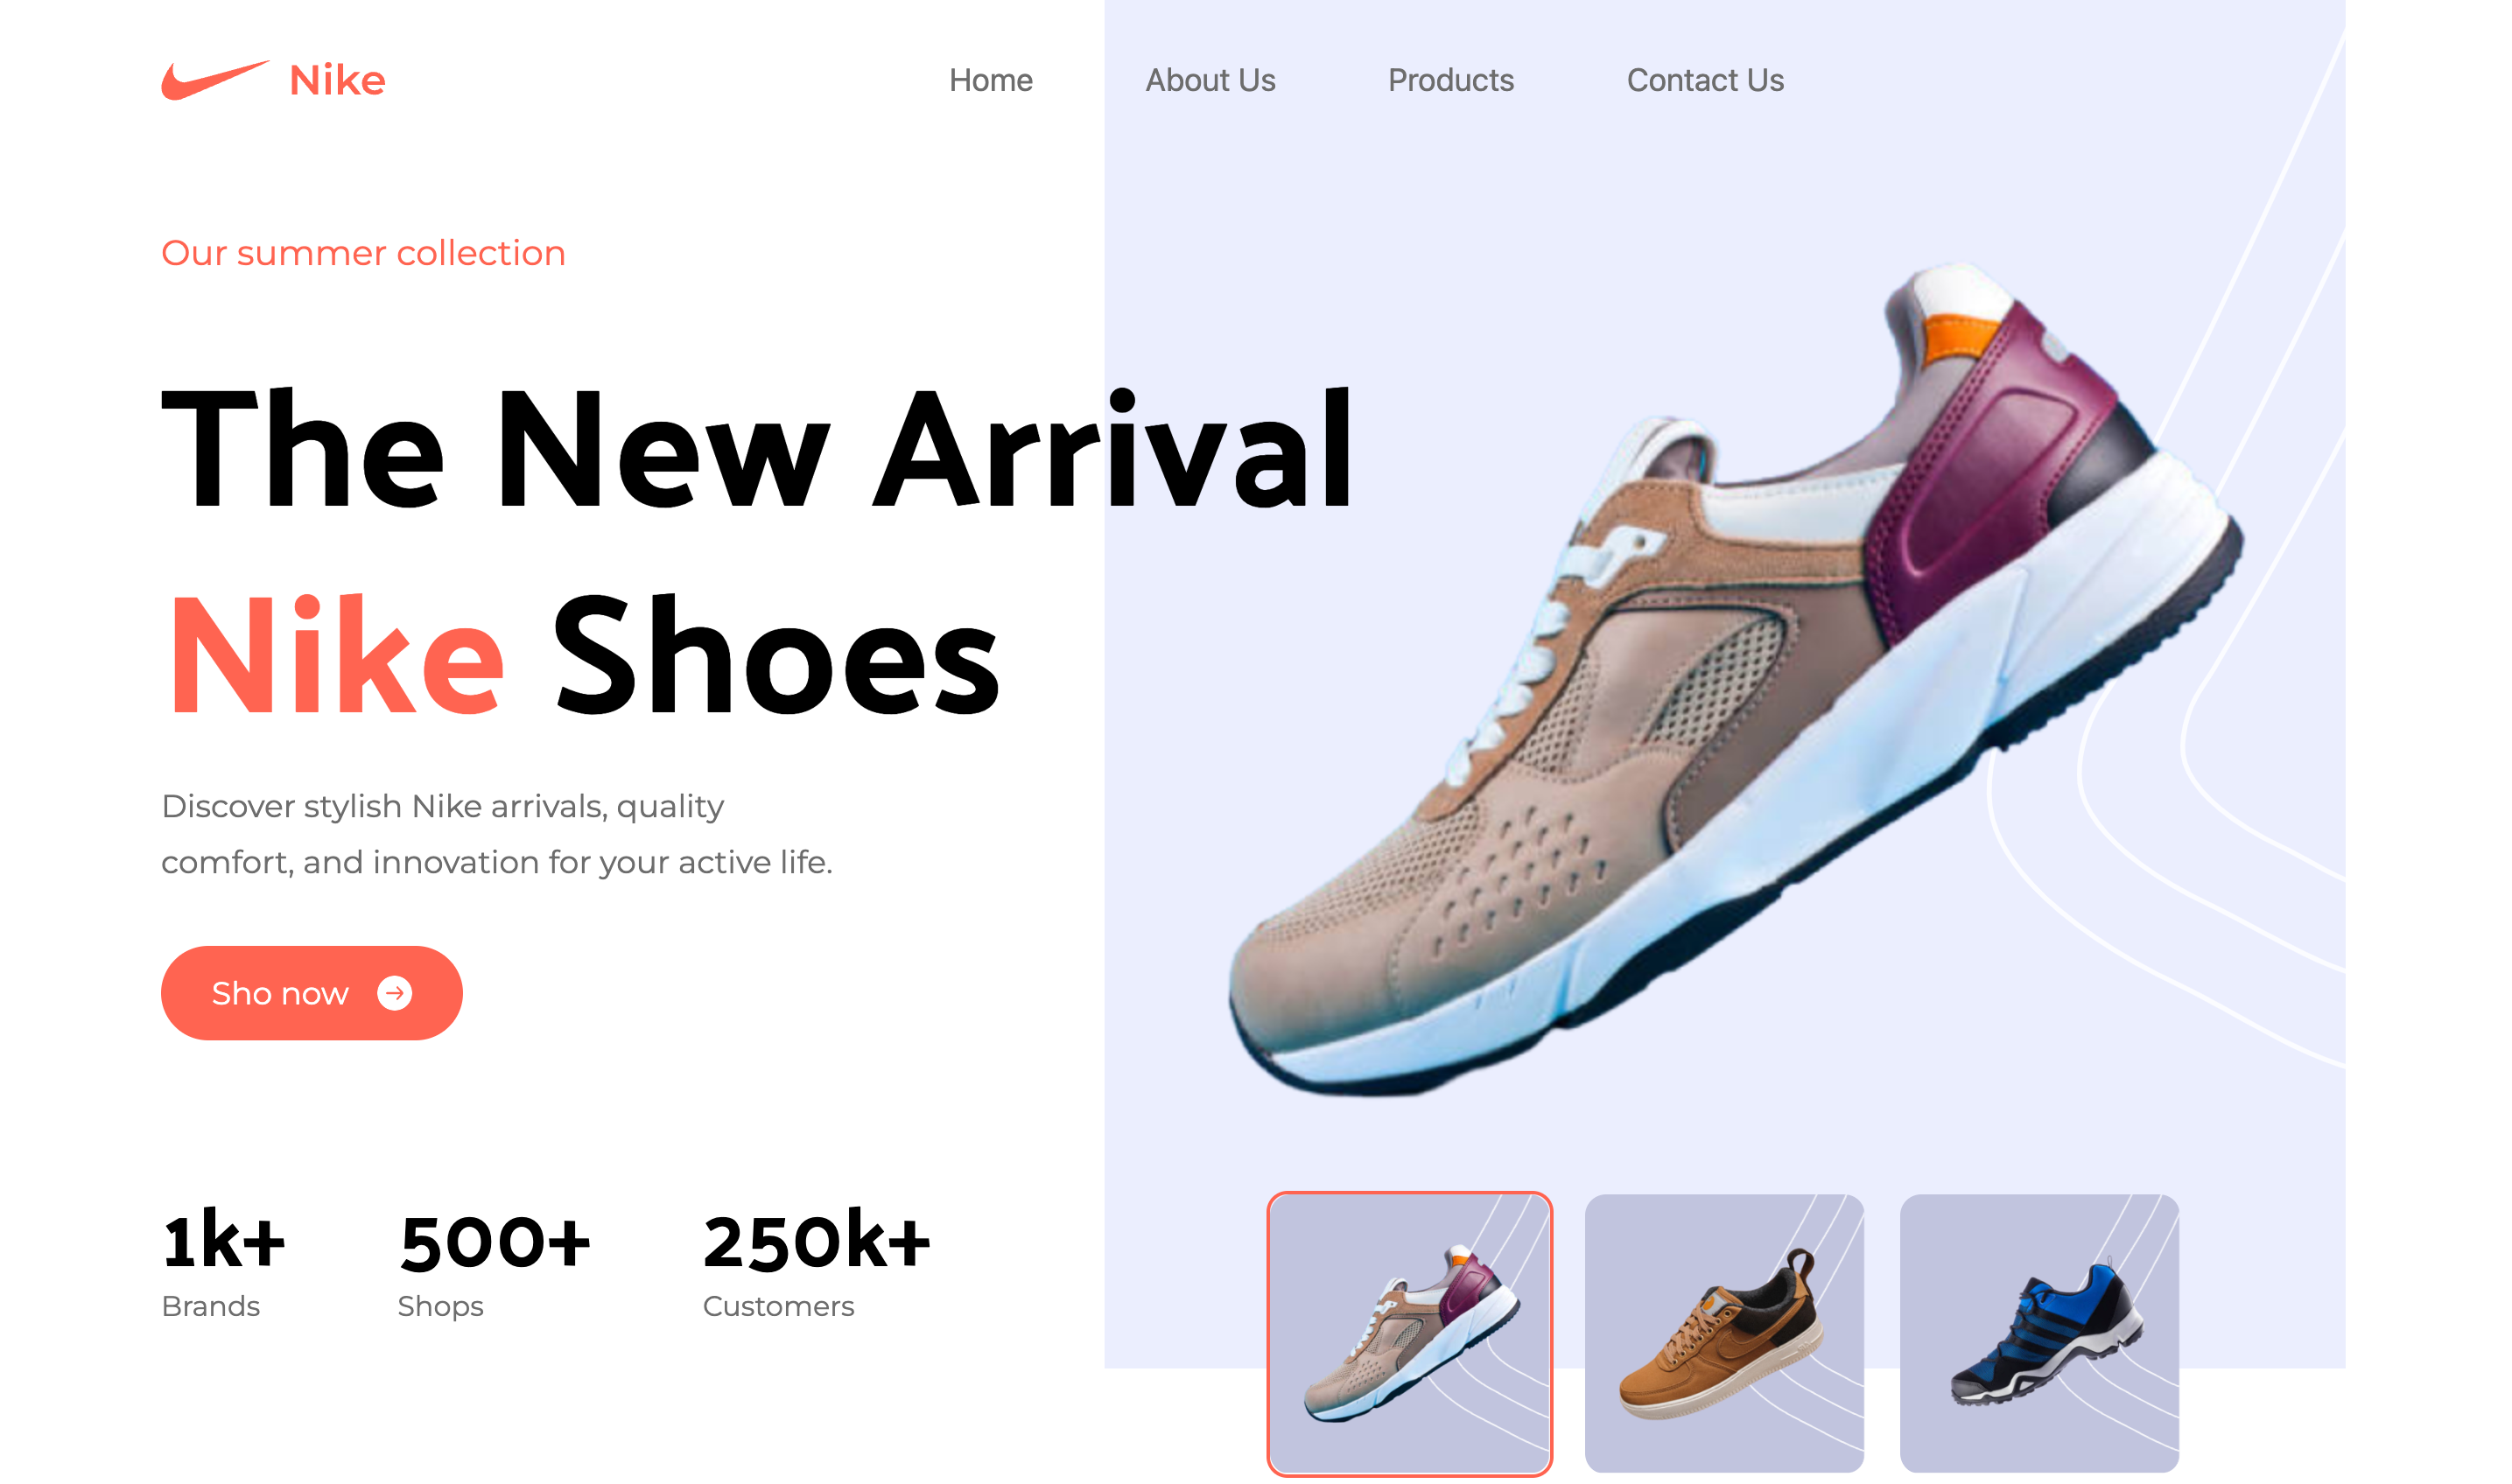 Nike
Home
About Us
Products
Contact Us
Our summer collection
The New Arrival
Nike Shoes
Discover stylish Nike arrivals, quality
comfort, and innovation for your active life.
Sho now
1k+
Brands
500+
Shops
250k+
Customers